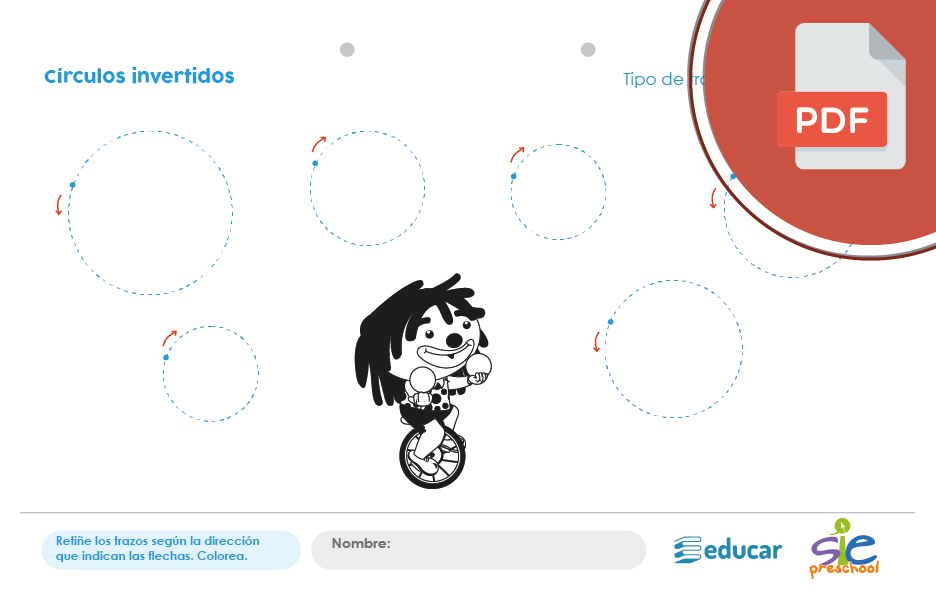 Círculos invertidos
Tipo de
PDF
Retiñe los trazos según la dirección
que indican las flechas. Colorea.
Nombre:
educar
sie
preschool